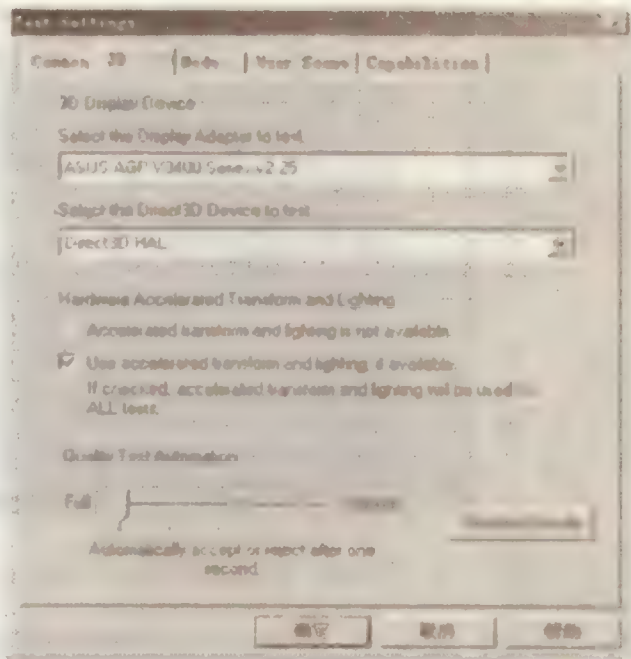 Test Settings
Common 3D | Mode | User Scene | Capabilities |
3D Display Device
Select the Display Adapter to test
ASUS AGP V3400 Series v2.25
Select the Direct3D Device to test
Direct3D HAL
Hardware Accelerated Transform and Lighting
Accelerated transform and lighting is not available.
Use accelerated transform and lighting, if available.
If checked, accelerated transform and lighting will be used
ALL tests.
Quality Test Automation
Full
Automatically accept or reject after one
second.
确定 取消 帮助